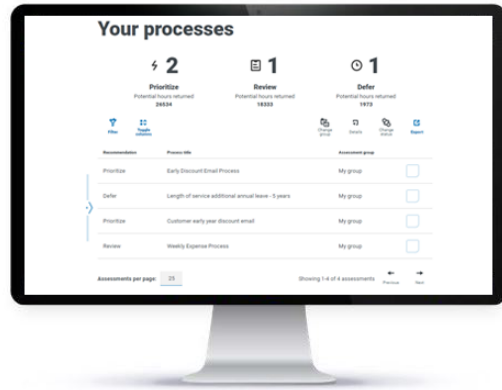 Your processes
2 1 1
Prioritize Review Defer
Potential hours returned Potential hours returned Potential hours returned
26534 18333 1973
Filter Toggle columns Change group Details Change status Export
Recommendation Process title Assessment group
Prioritize Early Discount Email Process My group
Defer Length of service additional annual leave - 5 years My group
Prioritize Customer early year discount email My group
Review Weekly Expense Process My group
Assessments per page: 25 Showing 1-4 of 4 assessments Previous Next